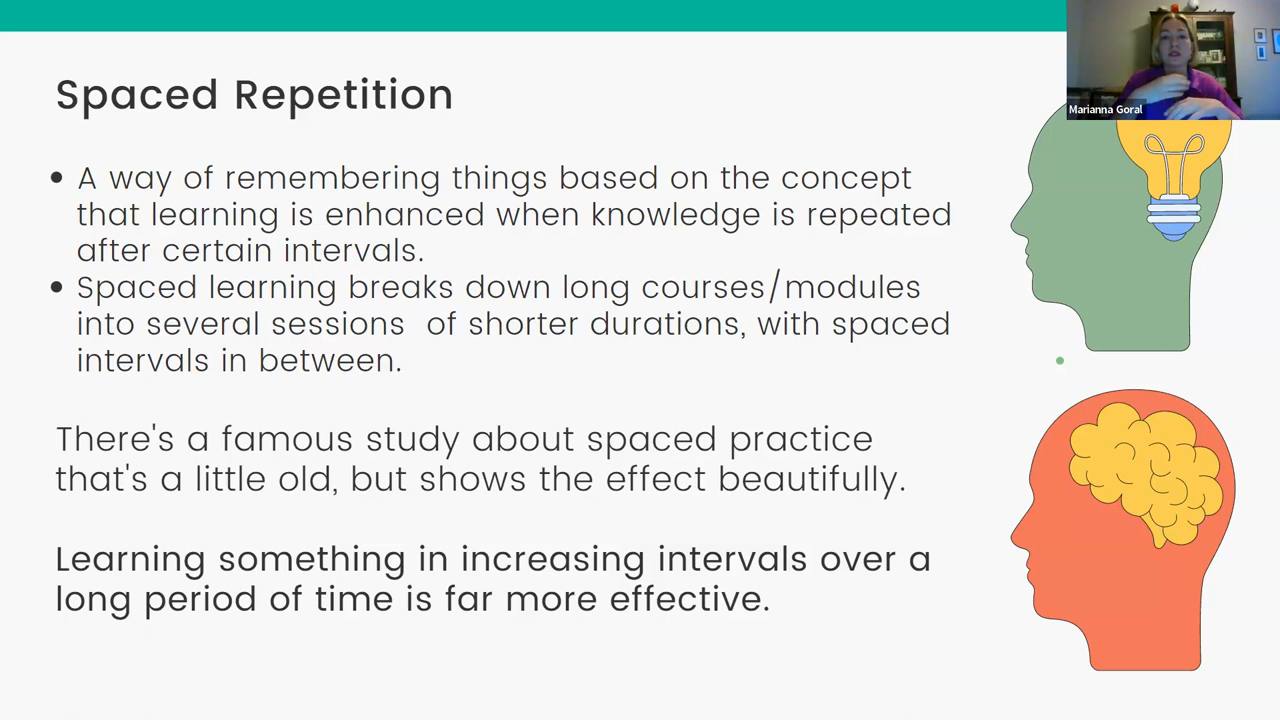 Marianna Goral
Spaced Repetition
• A way of remembering things based on the concept
that learning is enhanced when knowledge is repeated
after certain intervals.
• Spaced learning breaks down long courses/modules
into several sessions  of shorter durations, with spaced
intervals in between.
There's a famous study about spaced practice
that's a little old, but shows the effect beautifully.
Learning something in increasing intervals over a
long period of time is far more effective.